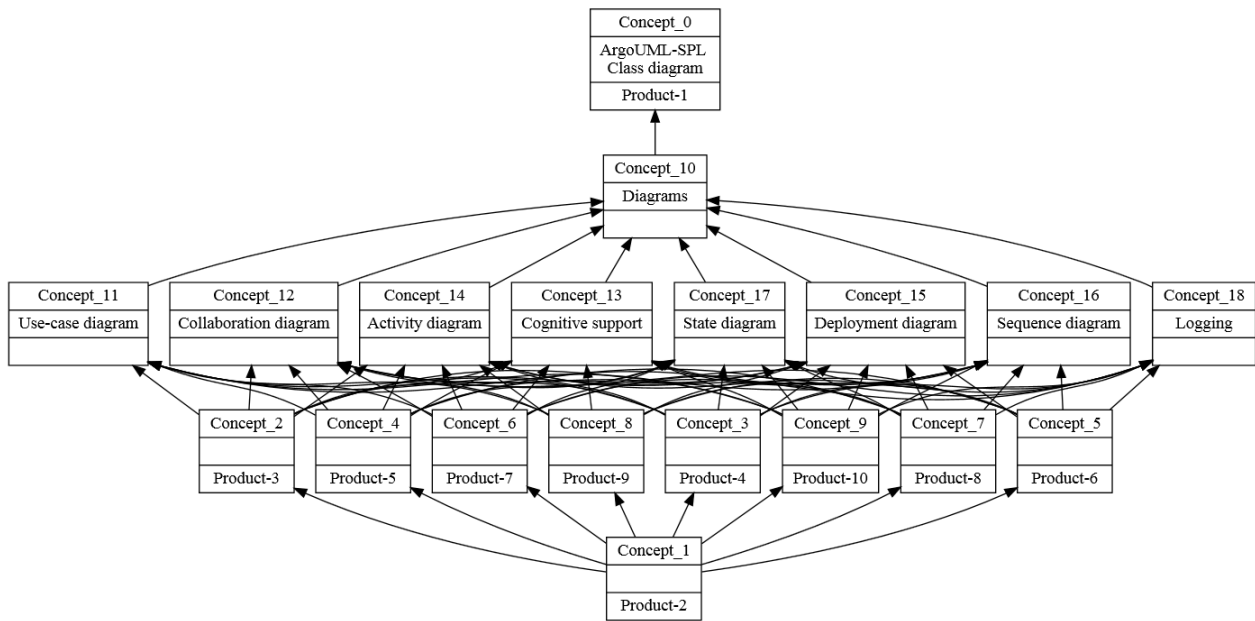 Concept_0
ArgoUML-SPL
Class diagram
Product-1
Concept_10
Diagrams
Concept_11
Use-case diagram
Concept_12
Collaboration diagram
Concept_14
Activity diagram
Concept_13
Cognitive support
Concept_17
State diagram
Concept_15
Deployment diagram
Concept_16
Sequence diagram
Concept_18
Logging
Concept_2
Product-3
Concept_4
Product-5
Concept_6
Product-7
Concept_8
Product-9
Concept_3
Product-4
Concept_9
Product-10
Concept_7
Product-8
Concept_5
Product-6
Concept_1
Product-2